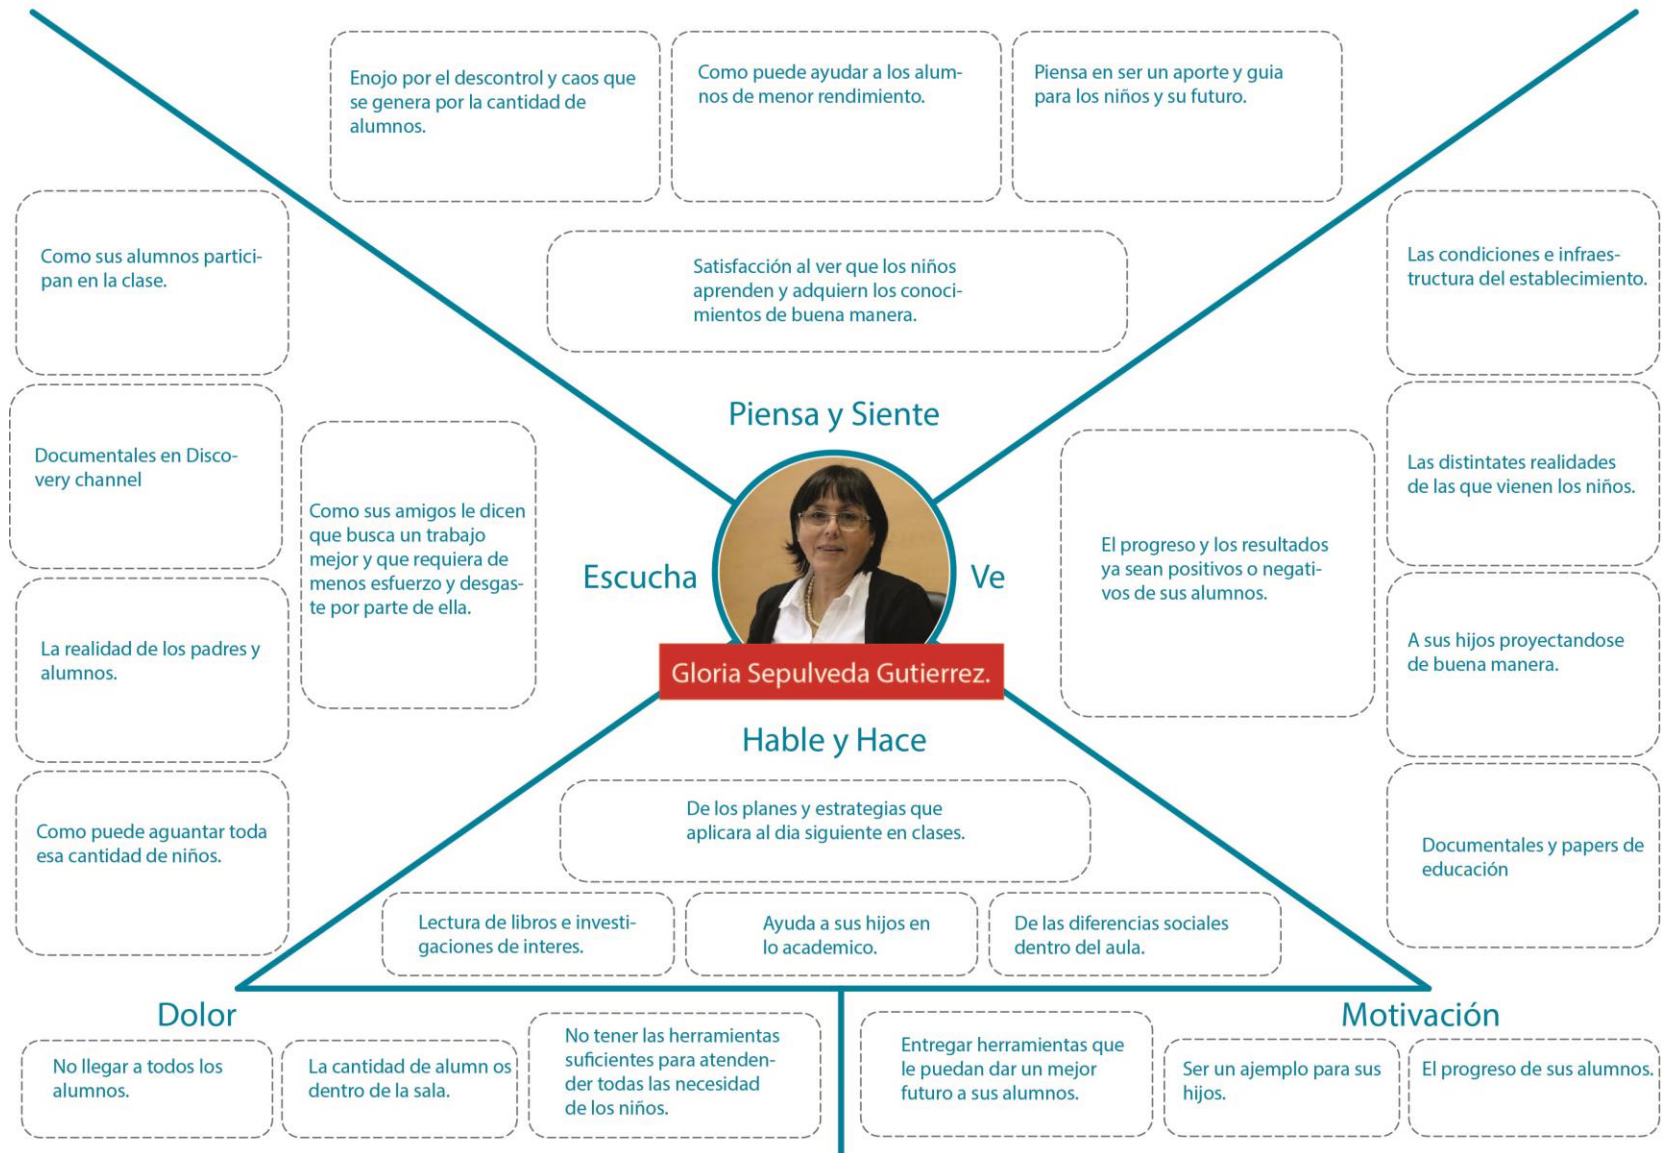 Enojo por el descontrol y caos que
se genera por la cantidad de
alumnos.
Como puede ayudar a los alum-
nos de menor rendimiento.
Piensa en ser un aporte y guia
para los niños y su futuro.
Satisfacción al ver que los niños
aprenden y adquiern los conoci-
mientos de buena manera.
Piensa y Siente
Como sus alumnos partici-
pan en la clase.
Documentales en Disco-
very channel
La realidad de los padres y
alumnos.
Como puede aguantar toda
esa cantidad de niños.
Como sus amigos le dicen
que busca un trabajo
mejor y que requiera de
menos esfuerzo y desgas-
te por parte de ella.
Escucha
Ve
El progreso y los resultados
ya sean positivos o negati-
vos de sus alumnos.
Las condiciones e infraes-
tructura del establecimiento.
Las distintates realidades
de las que vienen los niños.
A sus hijos proyectandose
de buena manera.
Documentales y papers de
educación
Gloria Sepulveda Gutierrez.
Hable y Hace
De los planes y estrategias que
aplicara al dia siguiente en clases.
Lectura de libros e investi-
gaciones de interes.
Ayuda a sus hijos en
lo academico.
De las diferencias sociales
dentro del aula.
Dolor
No llegar a todos los
alumnos.
La cantidad de alumn os
dentro de la sala.
No tener las herramientas
suficientes para atenden-
der todas las necesidad
de los niños.
Motivación
Entregar herramientas que
le puedan dar un mejor
futuro a sus alumnos.
Ser un ajemplo para sus
hijos.
El progreso de sus alumnos.